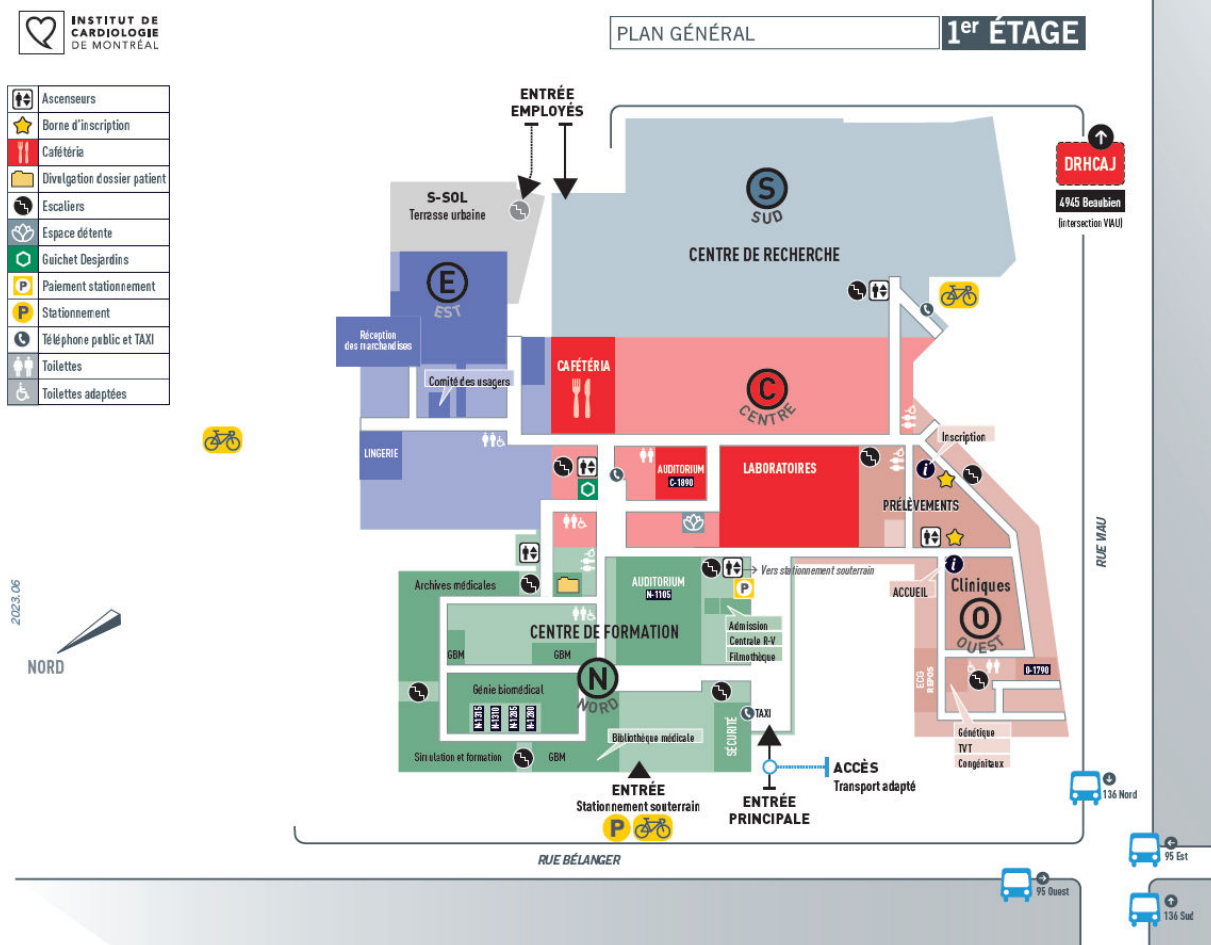 INSTITUT DE
CARDIOLOGIE
DE MONTRÉAL
PLAN GÉNÉRAL
1er ÉTAGE
Ascenseurs
Borne d'inscription
Cafétéria
Divulgation dossier patient
Escaliers
Espace détente
Guichet Desjardins
P
Paiement stationnement
P
Stationnement
Téléphone public et TAXI
Toilettes
Toilettes adaptées
ENTRÉE
EMPLOYÉS
DRHCAJ
4945 Beaubien
(intersection VIAU)
S-SOL
Terrasse urbaine
S
SUD
CENTRE DE RECHERCHE
E
EST
Réception
des marchandises
Comité des usagers
CAFÉTÉRIA
C
CENTRE
LINGERIE
AUDITORIUM
C-1890
LABORATOIRES
Inscription
i
PRÉLÈVEMENTS
RUE VIAU
2023.06
NORD
Archives médicales
AUDITORIUM
N-1105
Vers stationnement souterrain
P
ACCUEIL
i
Cliniques
O
OUEST
Admission
Centrale R-V
Filmothèque
CENTRE DE FORMATION
GBM
GBM
N
NORD
Génie biomédical
N-1315
N-1310
N-1285
N-1280
ECG
REPOS
O-1790
TAXI
SÉCURITÉ
Bibliothèque médicale
Simulation et formation
GBM
Génétique
TVT
Congénitaux
ENTRÉE
Stationnement souterrain
P
ENTRÉE
PRINCIPALE
ACCÈS
Transport adapté
136 Nord
RUE BÉLANGER
95 Est
95 Ouest
136 Sud